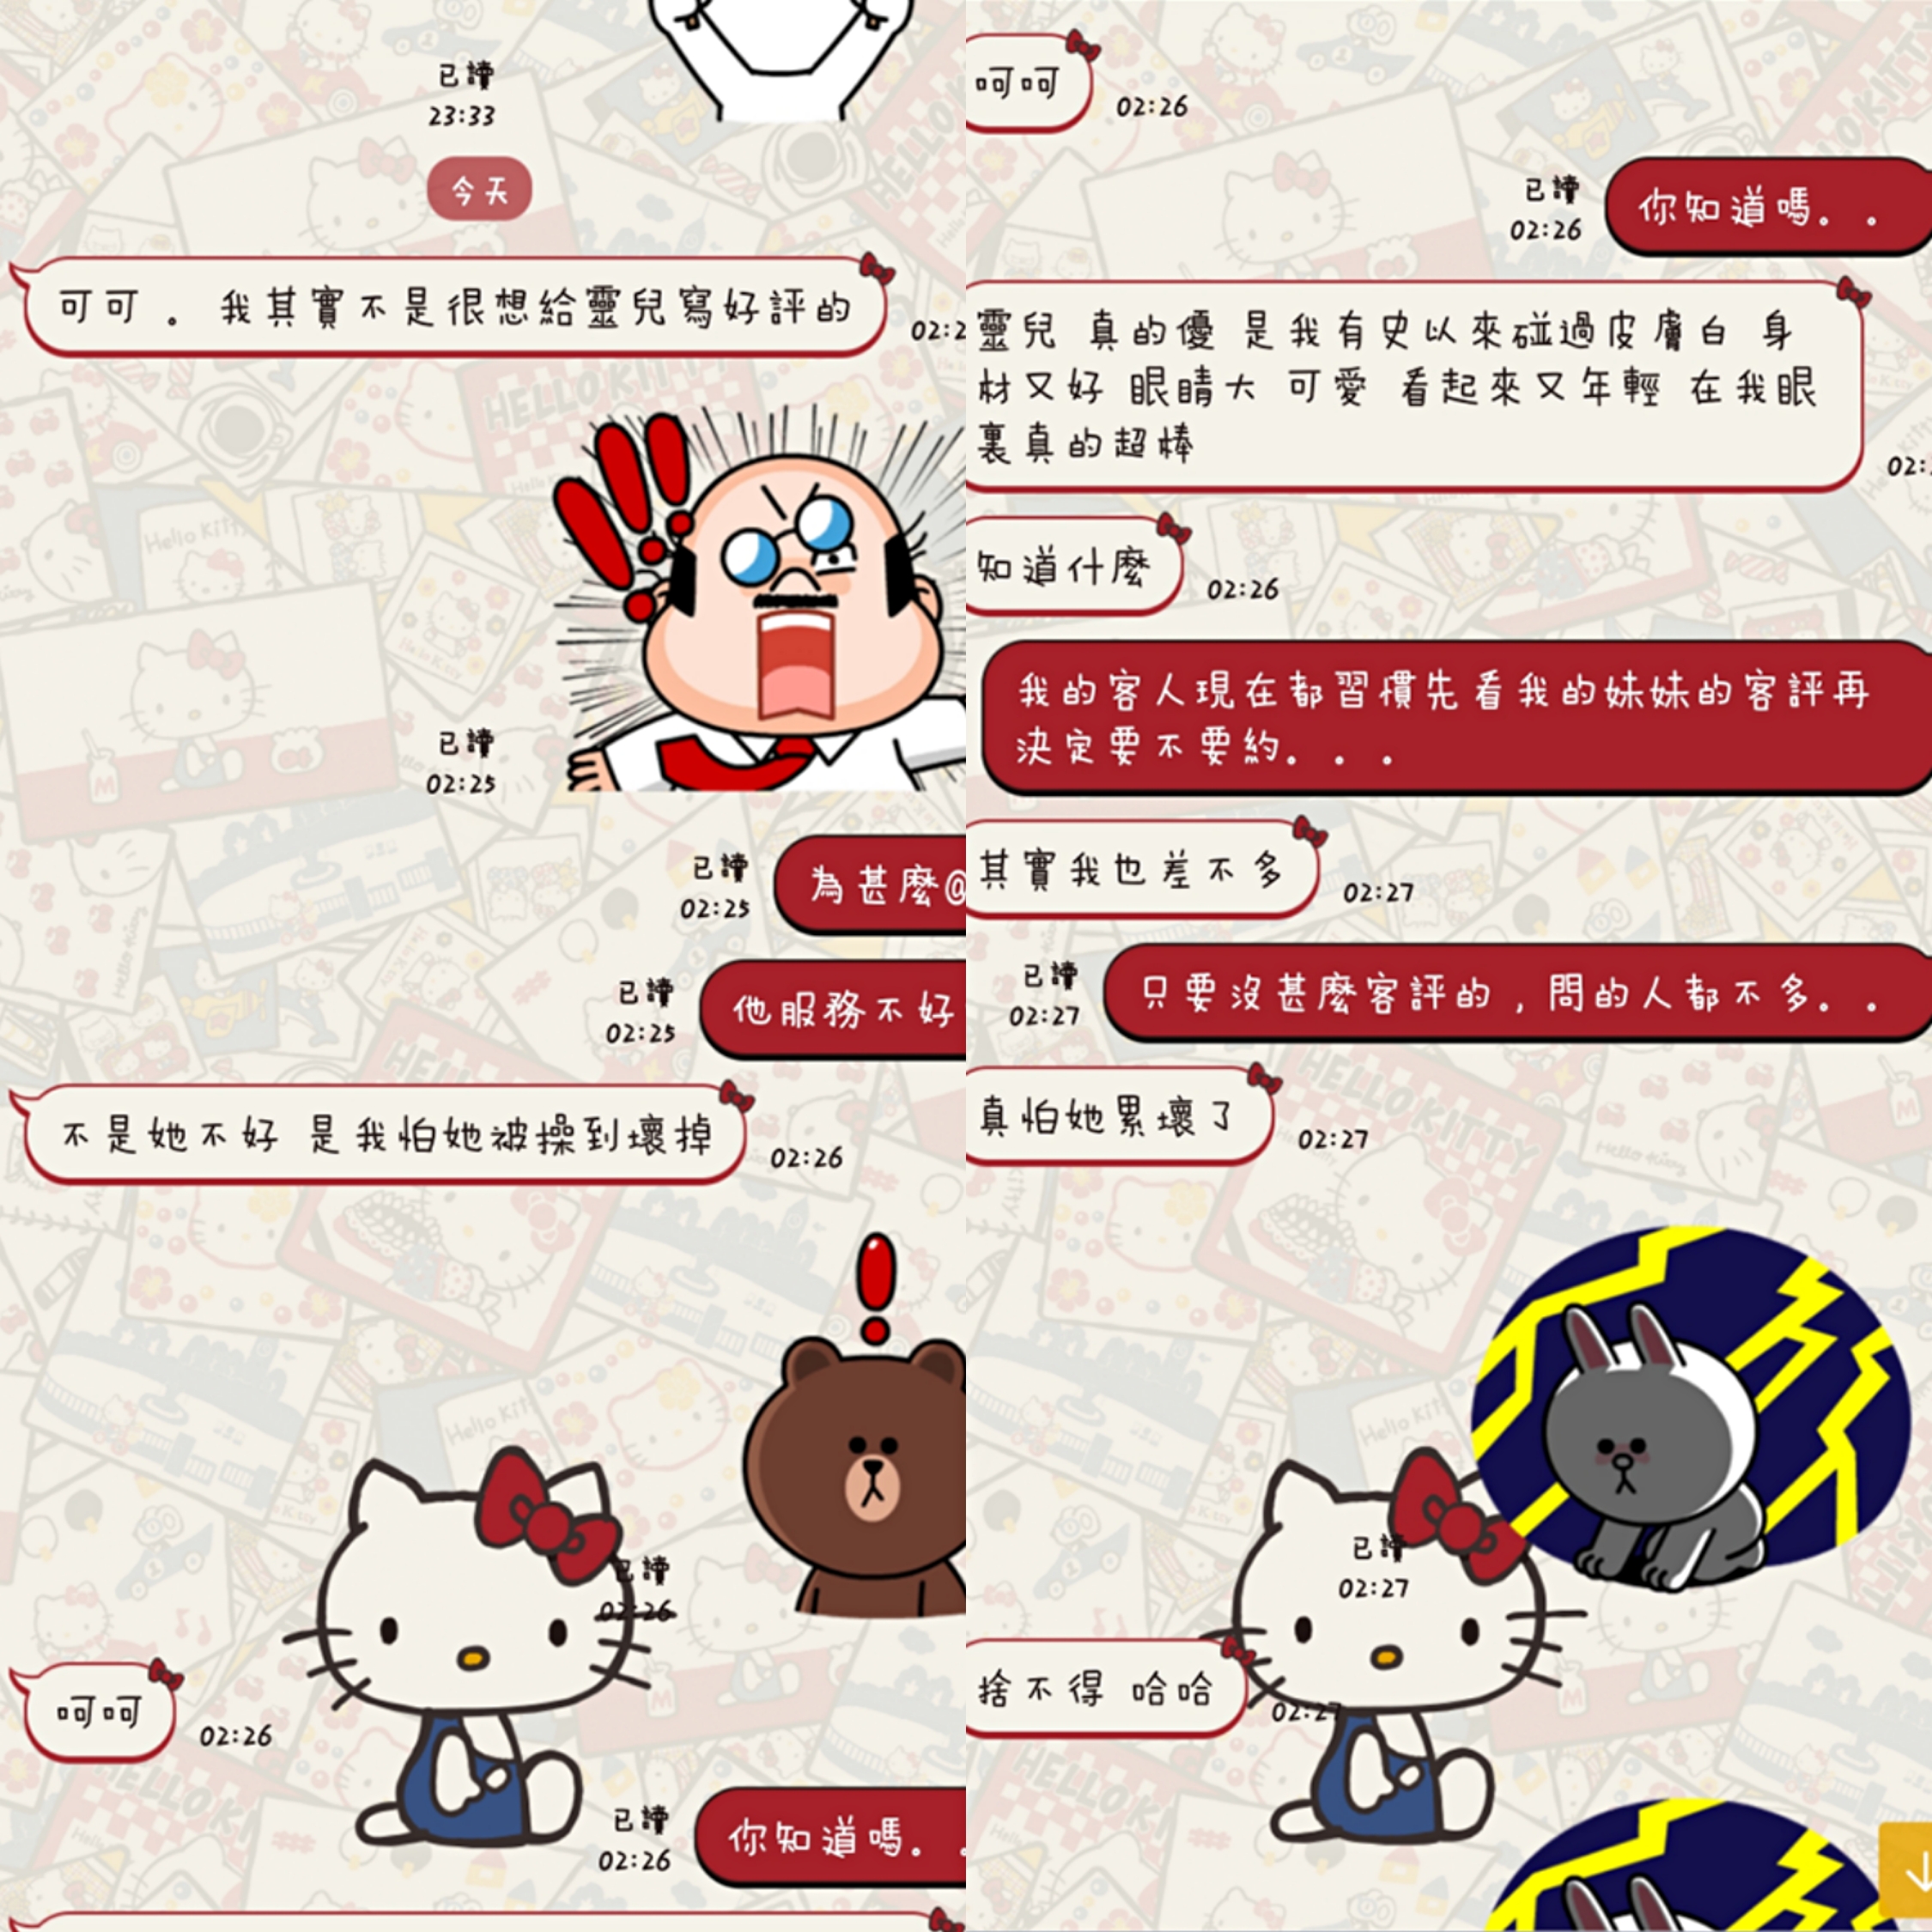 已讀
23:33
今天
可可 。 我其實不是很想給靈兒寫好評的
已讀
02:25
已讀
02:25
為甚麼@
已讀
02:25
他服務不好
不是她不好 是我怕她被操到壞掉
02:26
已讀
02:26
呵呵
02:26
已讀
02:26
你知道嗎。
呵呵
02:26
已讀
02:26
你知道嗎。。
靈兒 真的優 是我有史以來碰過皮膚白 身
材又好 眼睛大 可愛 看起來又年輕 在我眼
裏真的超棒
知道什麼
02:26
我的客人現在都習慣先看我的妹妹的客評再
決定要不要約。。。
其實我也差不多
02:27
已讀
02:27
只要沒甚麼客評的,問的人都不多。。
真怕她累壞了
02:27
已讀
02:27
捨不得 哈哈
02:27
HELLO KITTY
Hello Kitty